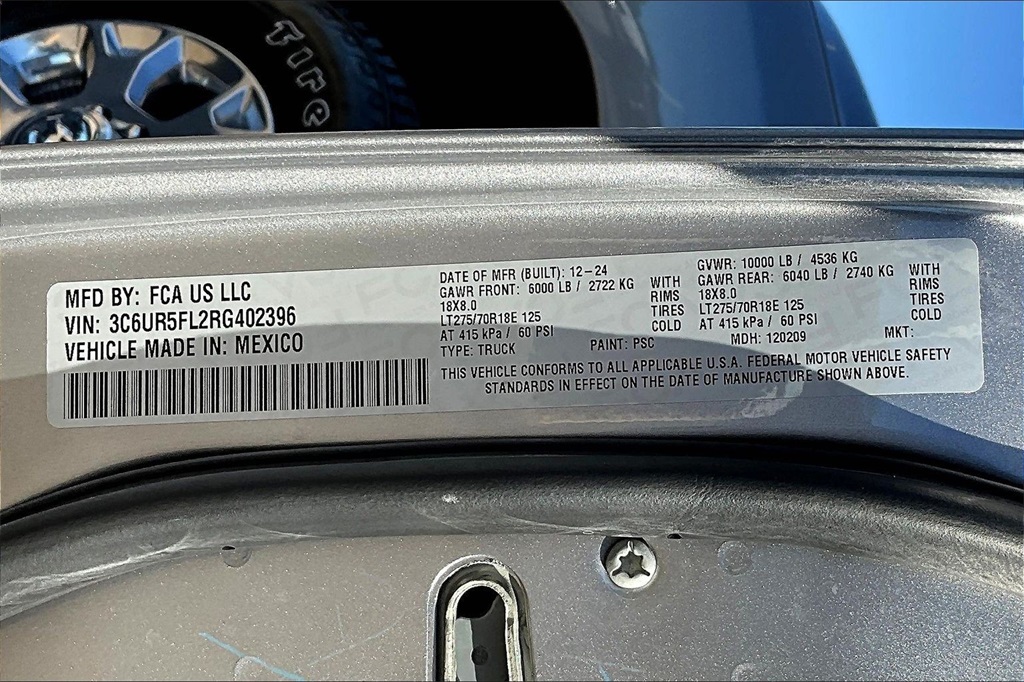 TIRE
MFD BY: FCA US LLC
VIN: 3C6UR5FL2RG402396
VEHICLE MADE IN: MEXICO
DATE OF MFR (BUILT): 12-24
GAWR FRONT: 6000 LB / 2722 KG
18X8.0
LT275/70R18E 125
AT 415 kPa / 60 PSI
TYPE: TRUCK
WITH
RIMS
TIRES
COLD
PAINT: PSC
GVWR: 10000 LB / 4536 KG
GAWR REAR: 6040 LB / 2740 KG
18X8.0
LT275/70R18E 125
AT 415 kPa / 60 PSI
MDH: 120209
WITH
RIMS
TIRES
COLD
MKT:
THIS VEHICLE CONFORMS TO ALL APPLICABLE U.S.A. FEDERAL MOTOR VEHICLE SAFETY
STANDARDS IN EFFECT ON THE DATE OF MANUFACTURE SHOWN ABOVE.